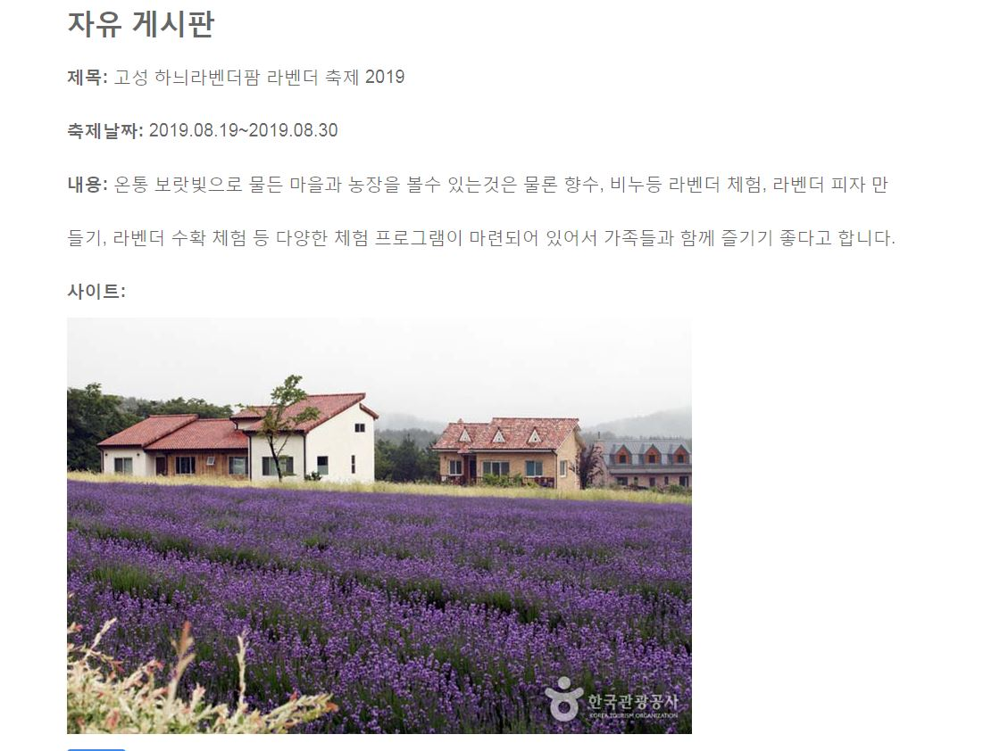 자유 게시판
제목: 고성 하늬라벤더팜 라벤더 축제 2019
축제날짜: 2019.08.19~2019.08.30
내용: 온통 보랏빛으로 물든 마을과 농장을 볼수 있는것은 물론 향수, 비누등 라벤더 체험, 라벤더 피자 만
들기, 라벤더 수확 체험 등 다양한 체험 프로그램이 마련되어 있어서 가족들과 함께 즐기기 좋다고 합니다.
사이트:
한국관광공사
KOREA TOURISM ORGANIZATION